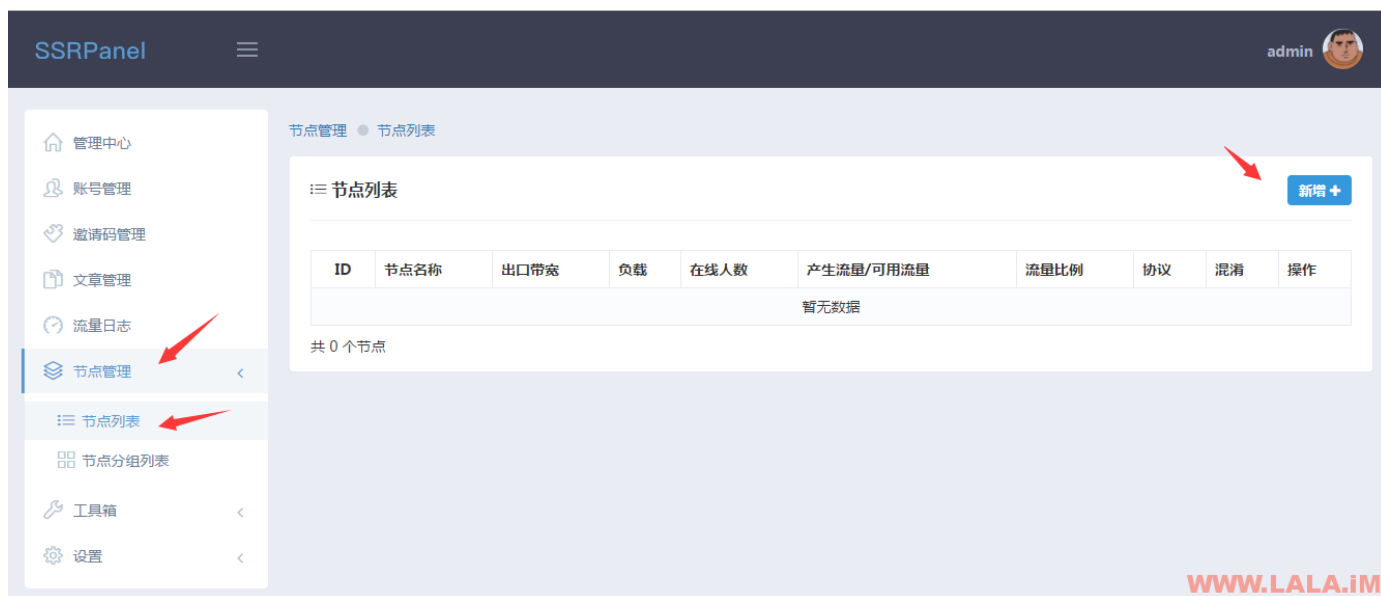 SSRPanel
admin
管理中心
账号管理
邀请码管理
文章管理
流量日志
节点管理
节点列表
节点分组列表
工具箱
设置
节点管理 节点列表
节点列表
新增
ID 节点名称 出口带宽 负载 在线人数 产生流量/可用流量 流量比例 协议 混淆 操作
暂无数据
共 0 个节点
WWW.LALA.iM